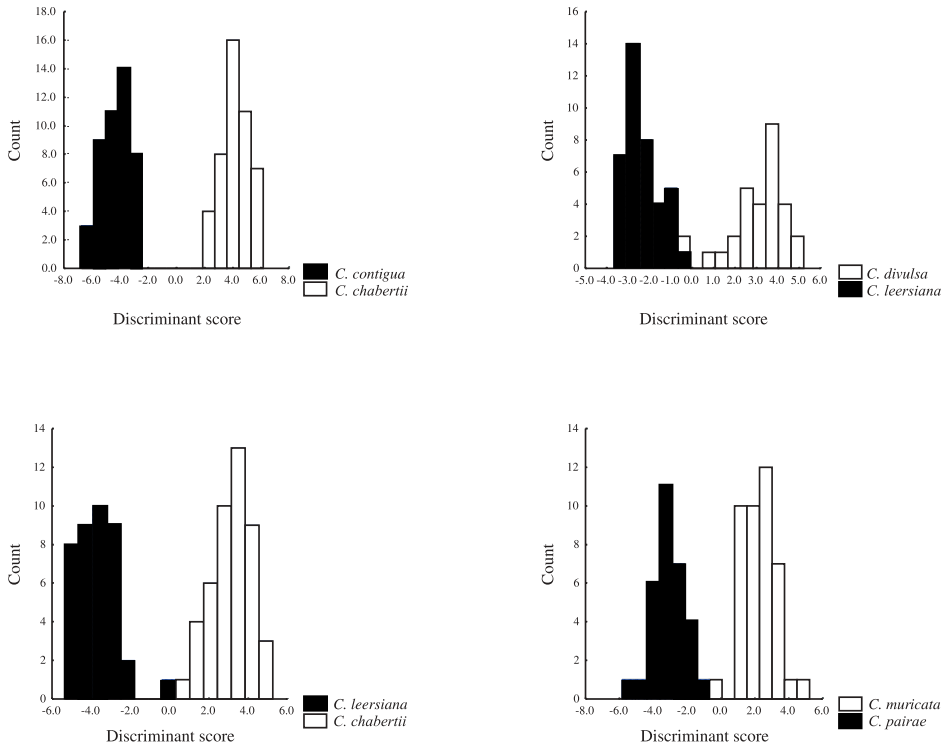 18.0
16.0
14.0
12.0
10.0
8.0
6.0
4.0
2.0
0.0
Count
-8.0 -6.0 -4.0 -2.0 0.0 2.0 4.0 6.0 8.0
Discriminant score
C. contigua
C. chabertii
16
14
12
10
8
6
4
2
0
Count
-5.0 -4.0 -3.0 -2.0 -1.0 0.0 1.0 2.0 3.0 4.0 5.0 6.0
Discriminant score
C. divulsa
C. leersiana
14
12
10
8
6
4
2
0
Count
-6.0 -4.0 -2.0 0.0 2.0 4.0 6.0
Discriminant score
C. leersiana
C. chabertii
14
12
10
8
6
4
2
0
Count
-8.0 -6.0 -4.0 -2.0 0.0 2.0 4.0 6.0
Discriminant score
C. muricata
C. pairae